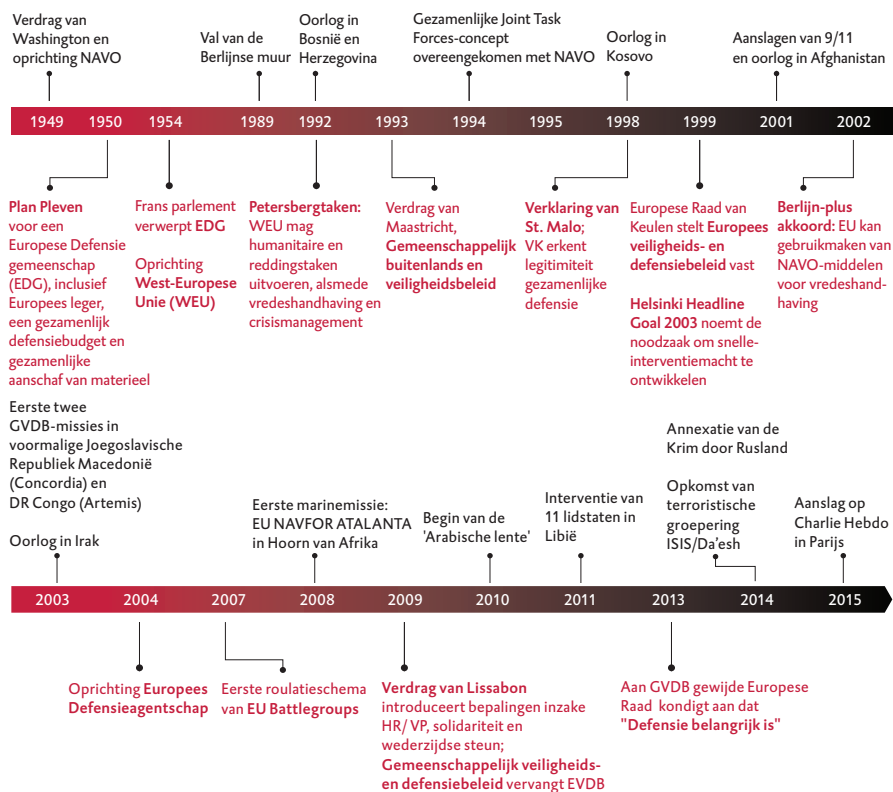 Verdrag van
Washington en
oprichting NAVO
Val van de
Berlijnse muur
Oorlog in
Bosnië en
Herzegovina
Gezamenlijke Joint Task
Forces-concept
overeengekomen met NAVO
Oorlog in
Kosovo
Aanslagen van 9/11
en oorlog in Afghanistan
1949 1950 1954 1989 1992 1993 1994 1995 1998 1999 2001 2002
Plan Pleven
voor een
Europese Defensie
gemeenschap
(EDG), inclusief
Europees leger,
een gezamenlijk
defensiebudget en
gezamenlijke
aanschaf van materieel
Frans parlement
verwerpt EDG
Oprichting
West-Europese
Unie (WEU)
Petersbergtaken:
WEU mag
humanitaire en
reddingstaken
uitvoeren, alsmede
vredeshandhaving en
crisismanagement
Verdrag van
Maastricht,
Gemeenschappelijk
buitenlands en
veiligheidsbeleid
Verklaring van
St. Malo;
VK erkent
legitimiteit
gezamenlijke
defensie
Europese Raad van
Keulen stelt Europees
veiligheids- en
defensiebeleid vast
Helsinki Headline
Goal 2003 noemt de
noodzaak om snelle-
interventiemacht te
ontwikkelen
Berlijn-plus
akkoord: EU kan
gebruikmaken van
NAVO-middelen
voor vredeshand-
having
Eerste twee
GVDB-missies in
voormalige Joegoslavische
Republiek Macedonië
(Concordia) en
DR Congo (Artemis)
Oorlog in Irak
Eerste marinemissie:
EU NAVFOR ATALANTA
in Hoorn van Afrika
Begin van de
'Arabische lente'
Interventie van
11 lidstaten in
Libië
Annexatie van de
Krim door Rusland
Opkomst van
terroristische
groepering
ISIS/Da'esh
Aanslag op
Charlie Hebdo
in Parijs
2003 2004 2007 2008 2009 2010 2011 2013 2014 2015
Oprichting Europees
Defensieagentschap
Eerste roulatieschema
van EU Battlegroups
Verdrag van Lissabon
introduceert bepalingen inzake
HR/ VP, solidariteit en
wederzijdse steun;
Gemeenschappelijk veiligheids-
en defensiebeleid vervangt EVDB
Aan GVDB gewijde Europese
Raad kondigt aan dat
"Defensie belangrijk is"